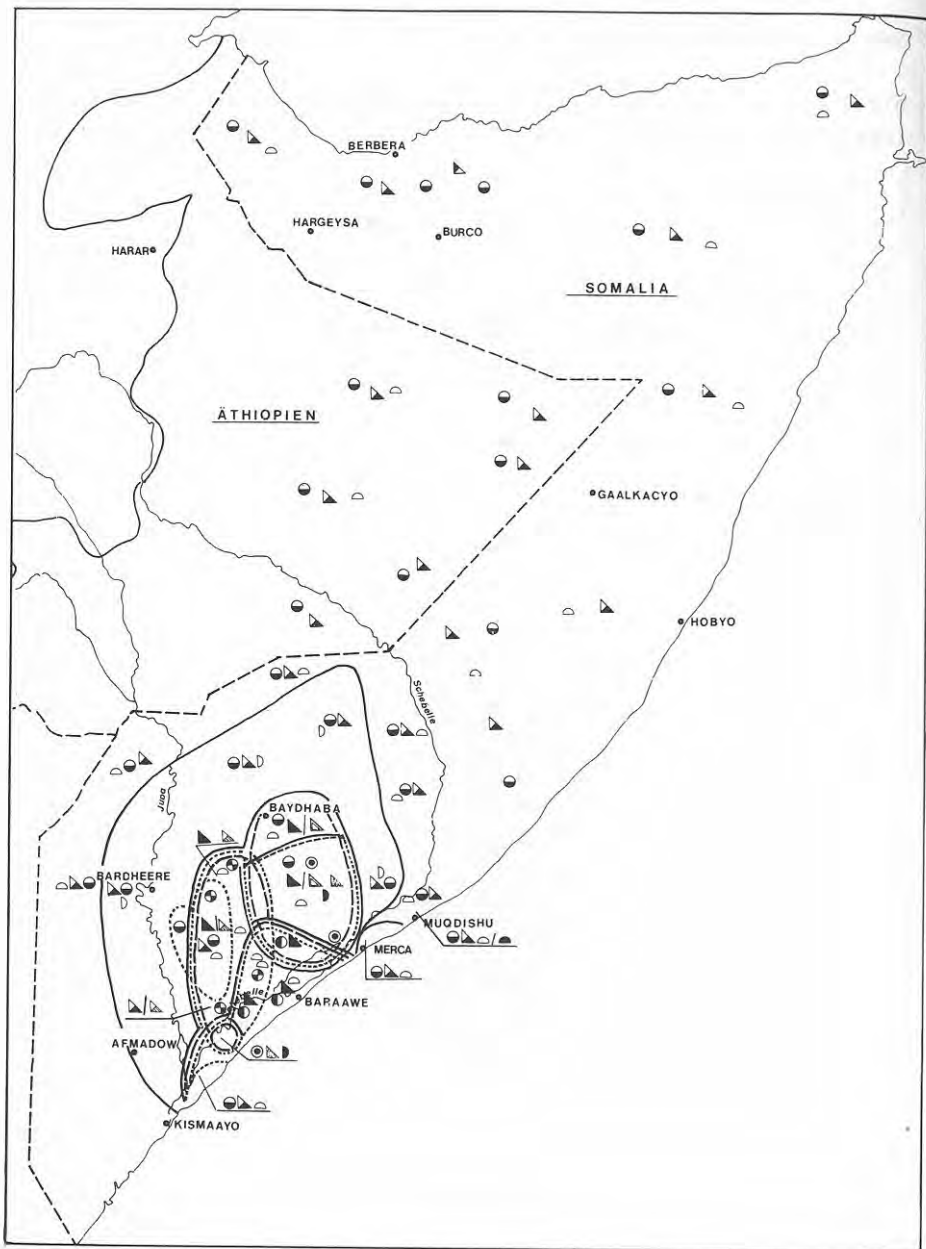 BERBERA
HARGEYSA
BURCO
HARAR
SOMALIA
ÄTHIOPIEN
GAALKACYO
HOBYO
Schebelle
Juba
BAYDHABA
BARDHEERE
MUQDISHU
MERCA
BARAAWE
AFMADOW
KISMAAYO